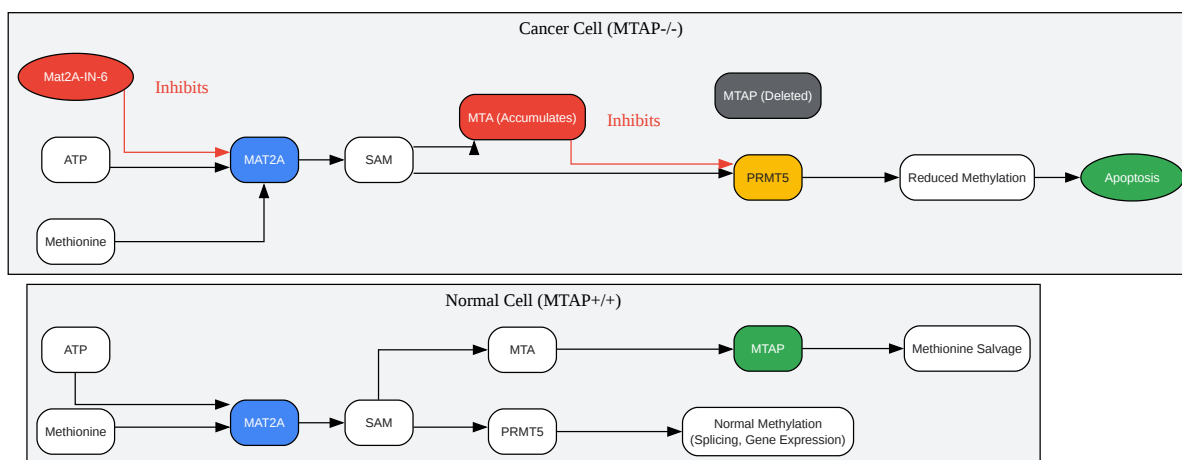 Cancer Cell (MTAP-/-)
Mat2A-IN-6
Inhibits
MTAP (Deleted)
MTA (Accumulates)
Inhibits
ATP
MAT2A
SAM
PRMT5
Reduced Methylation
Apoptosis
Methionine
Normal Cell (MTAP+/+)
ATP
MTA
MTAP
Methionine Salvage
Methionine
MAT2A
SAM
PRMT5
Normal Methylation
(Splicing, Gene Expression)